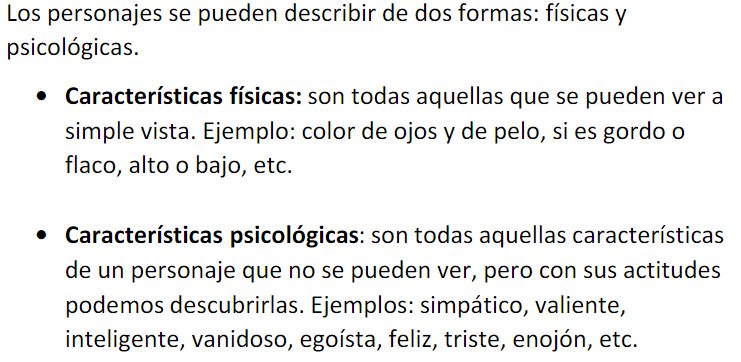 Los personajes se pueden describir de dos formas: físicas y
psicológicas.
• Características físicas: son todas aquellas que se pueden ver a
simple vista. Ejemplo: color de ojos y de pelo, si es gordo o
flaco, alto o bajo, etc.
• Características psicológicas: son todas aquellas características
de un personaje que no se pueden ver, pero con sus actitudes
podemos descubrirlas. Ejemplos: simpático, valiente,
inteligente, vanidoso, egoísta, feliz, triste, enojón, etc.